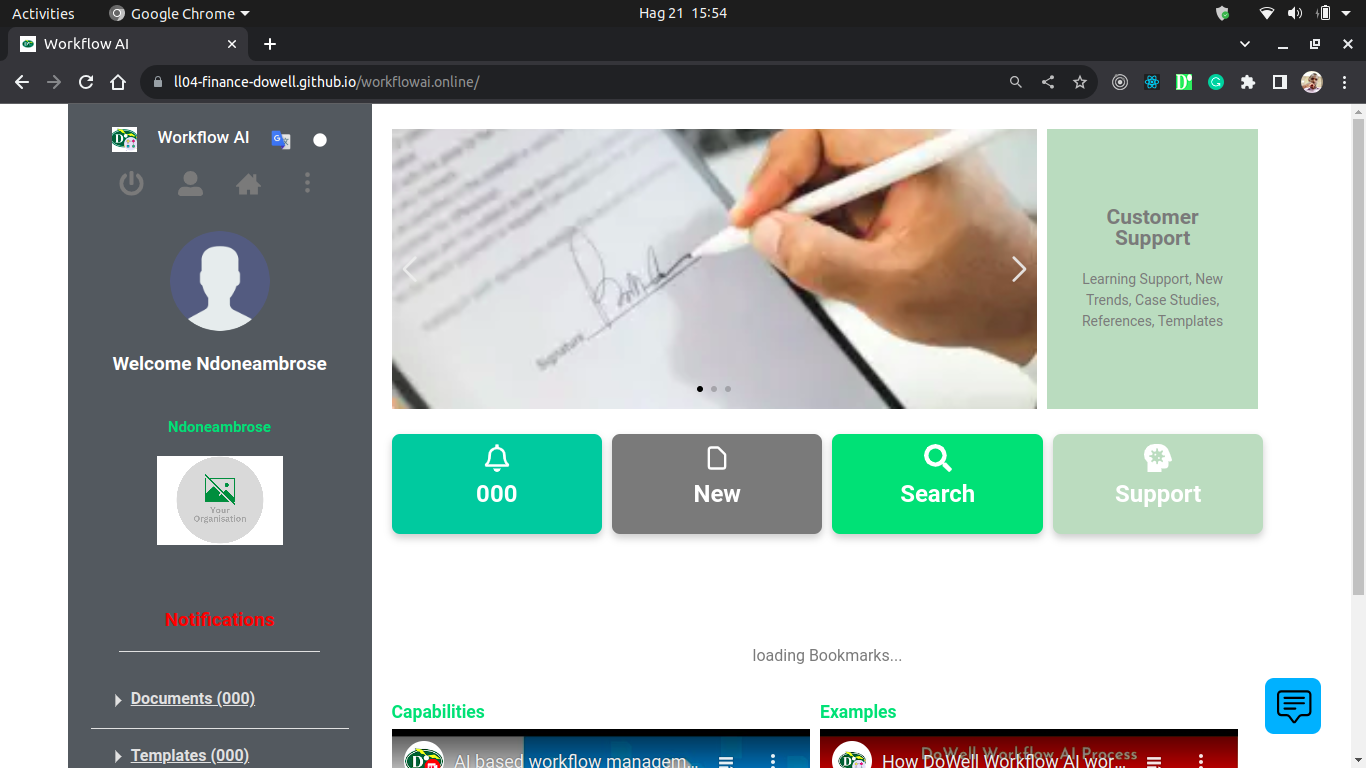 Activities
Google Chrome
Hag 21 15:54
Workflow AI
ll04-finance-dowell.github.io/workflowai.online/
Workflow AI
Welcome Ndoneambrose
Ndoneambrose
Your
Organisation
Notifications
Documents (000)
Templates (000)
Signature
Customer
Support
Learning Support, New
Trends, Case Studies,
References, Templates
000
New
Search
Support
loading Bookmarks...
Capabilities
Examples
AI based workflow managem...
DoWell Workflow AI Process
How DoWell Workflow AI wor...